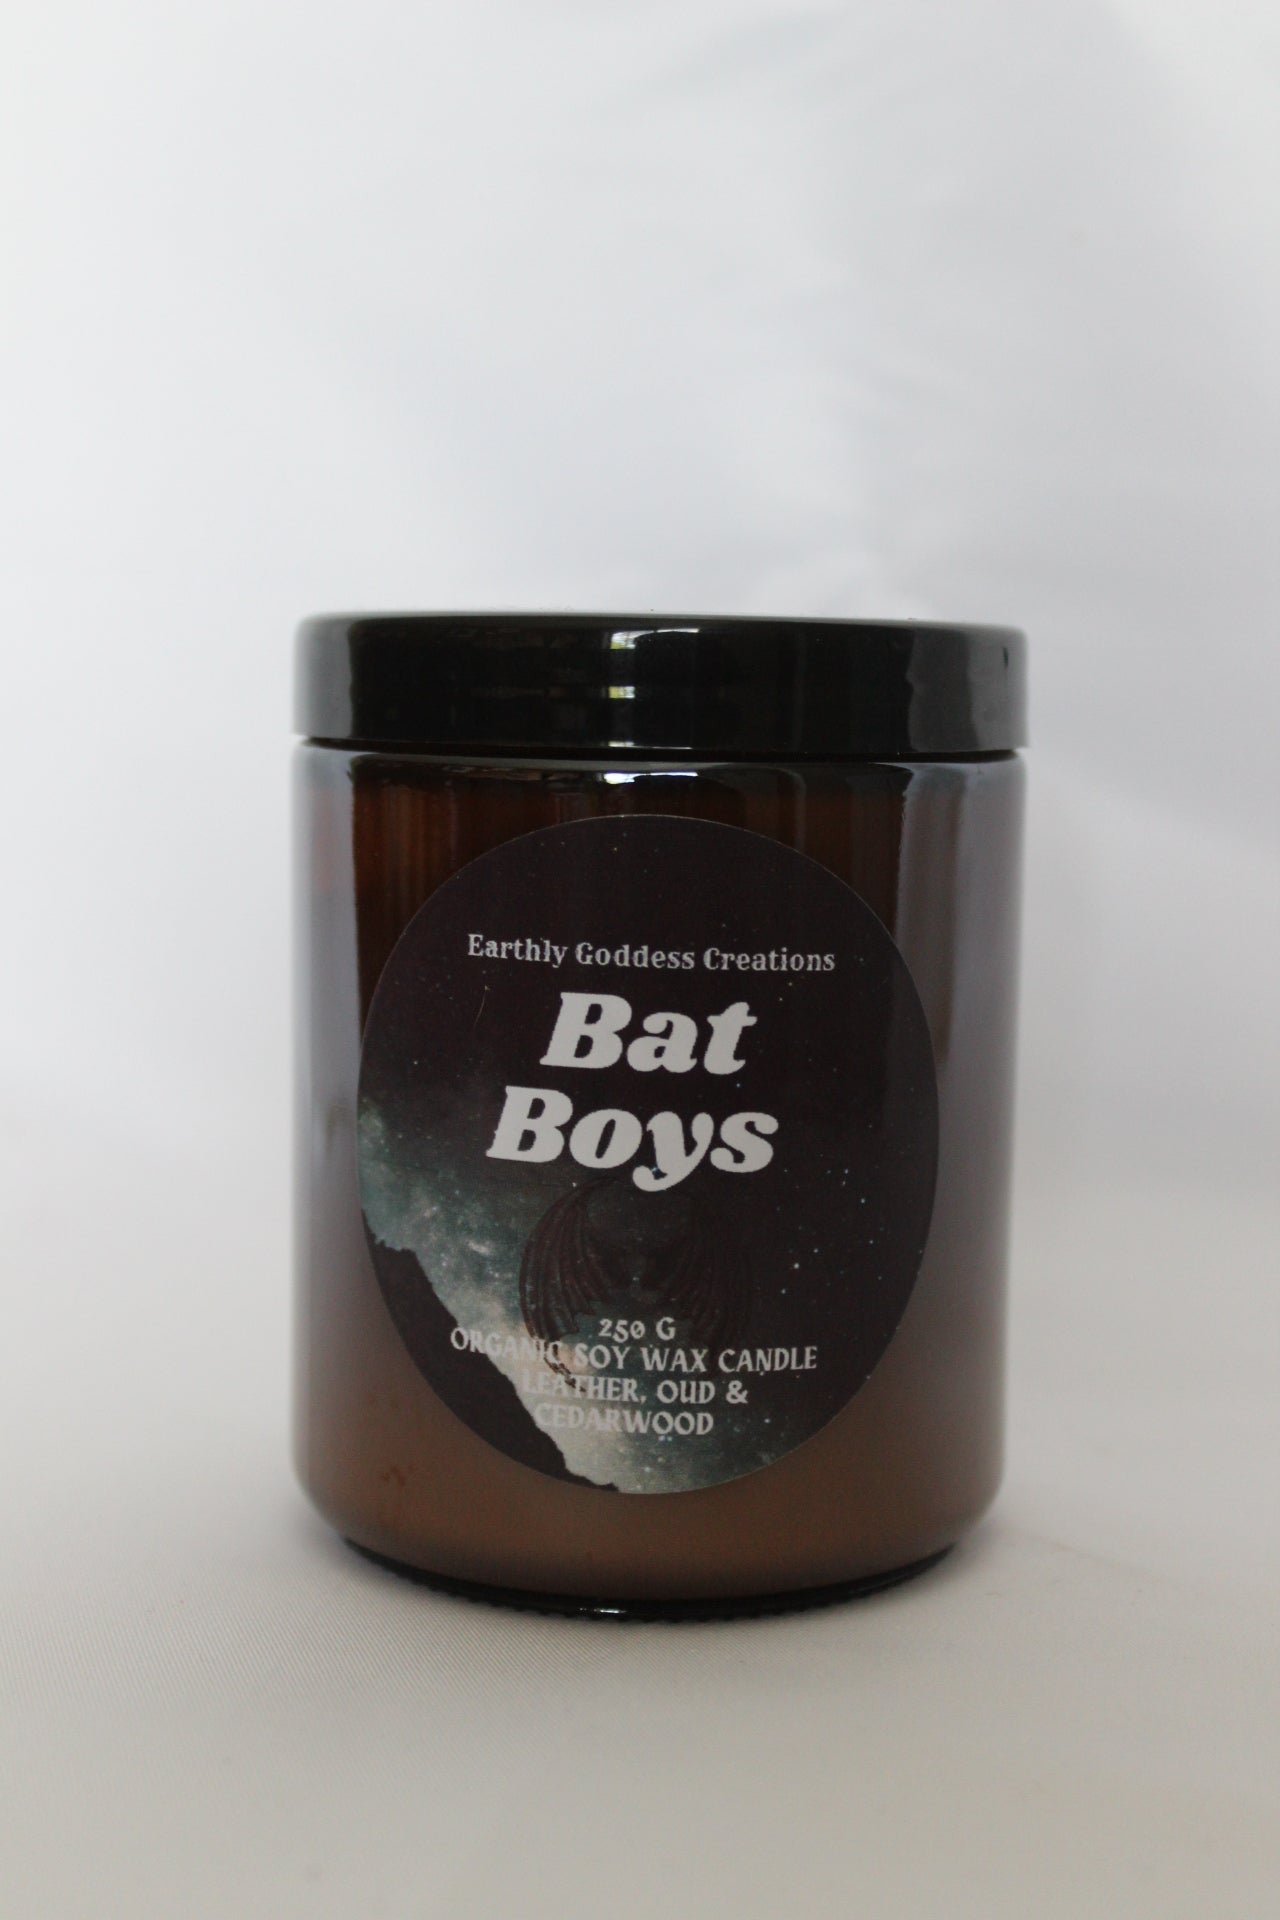 Earthly Goddess Creations
Bat
Boys
250 G
ORGANIC SOY WAX CANDLE
LEATHER, OUD &
CEDARWOOD